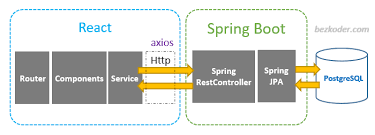 React
Spring Boot
bezkoder.com
axios
Http
Router
Components
Service
Spring
RestController
Spring
JPA
PostgreSQL